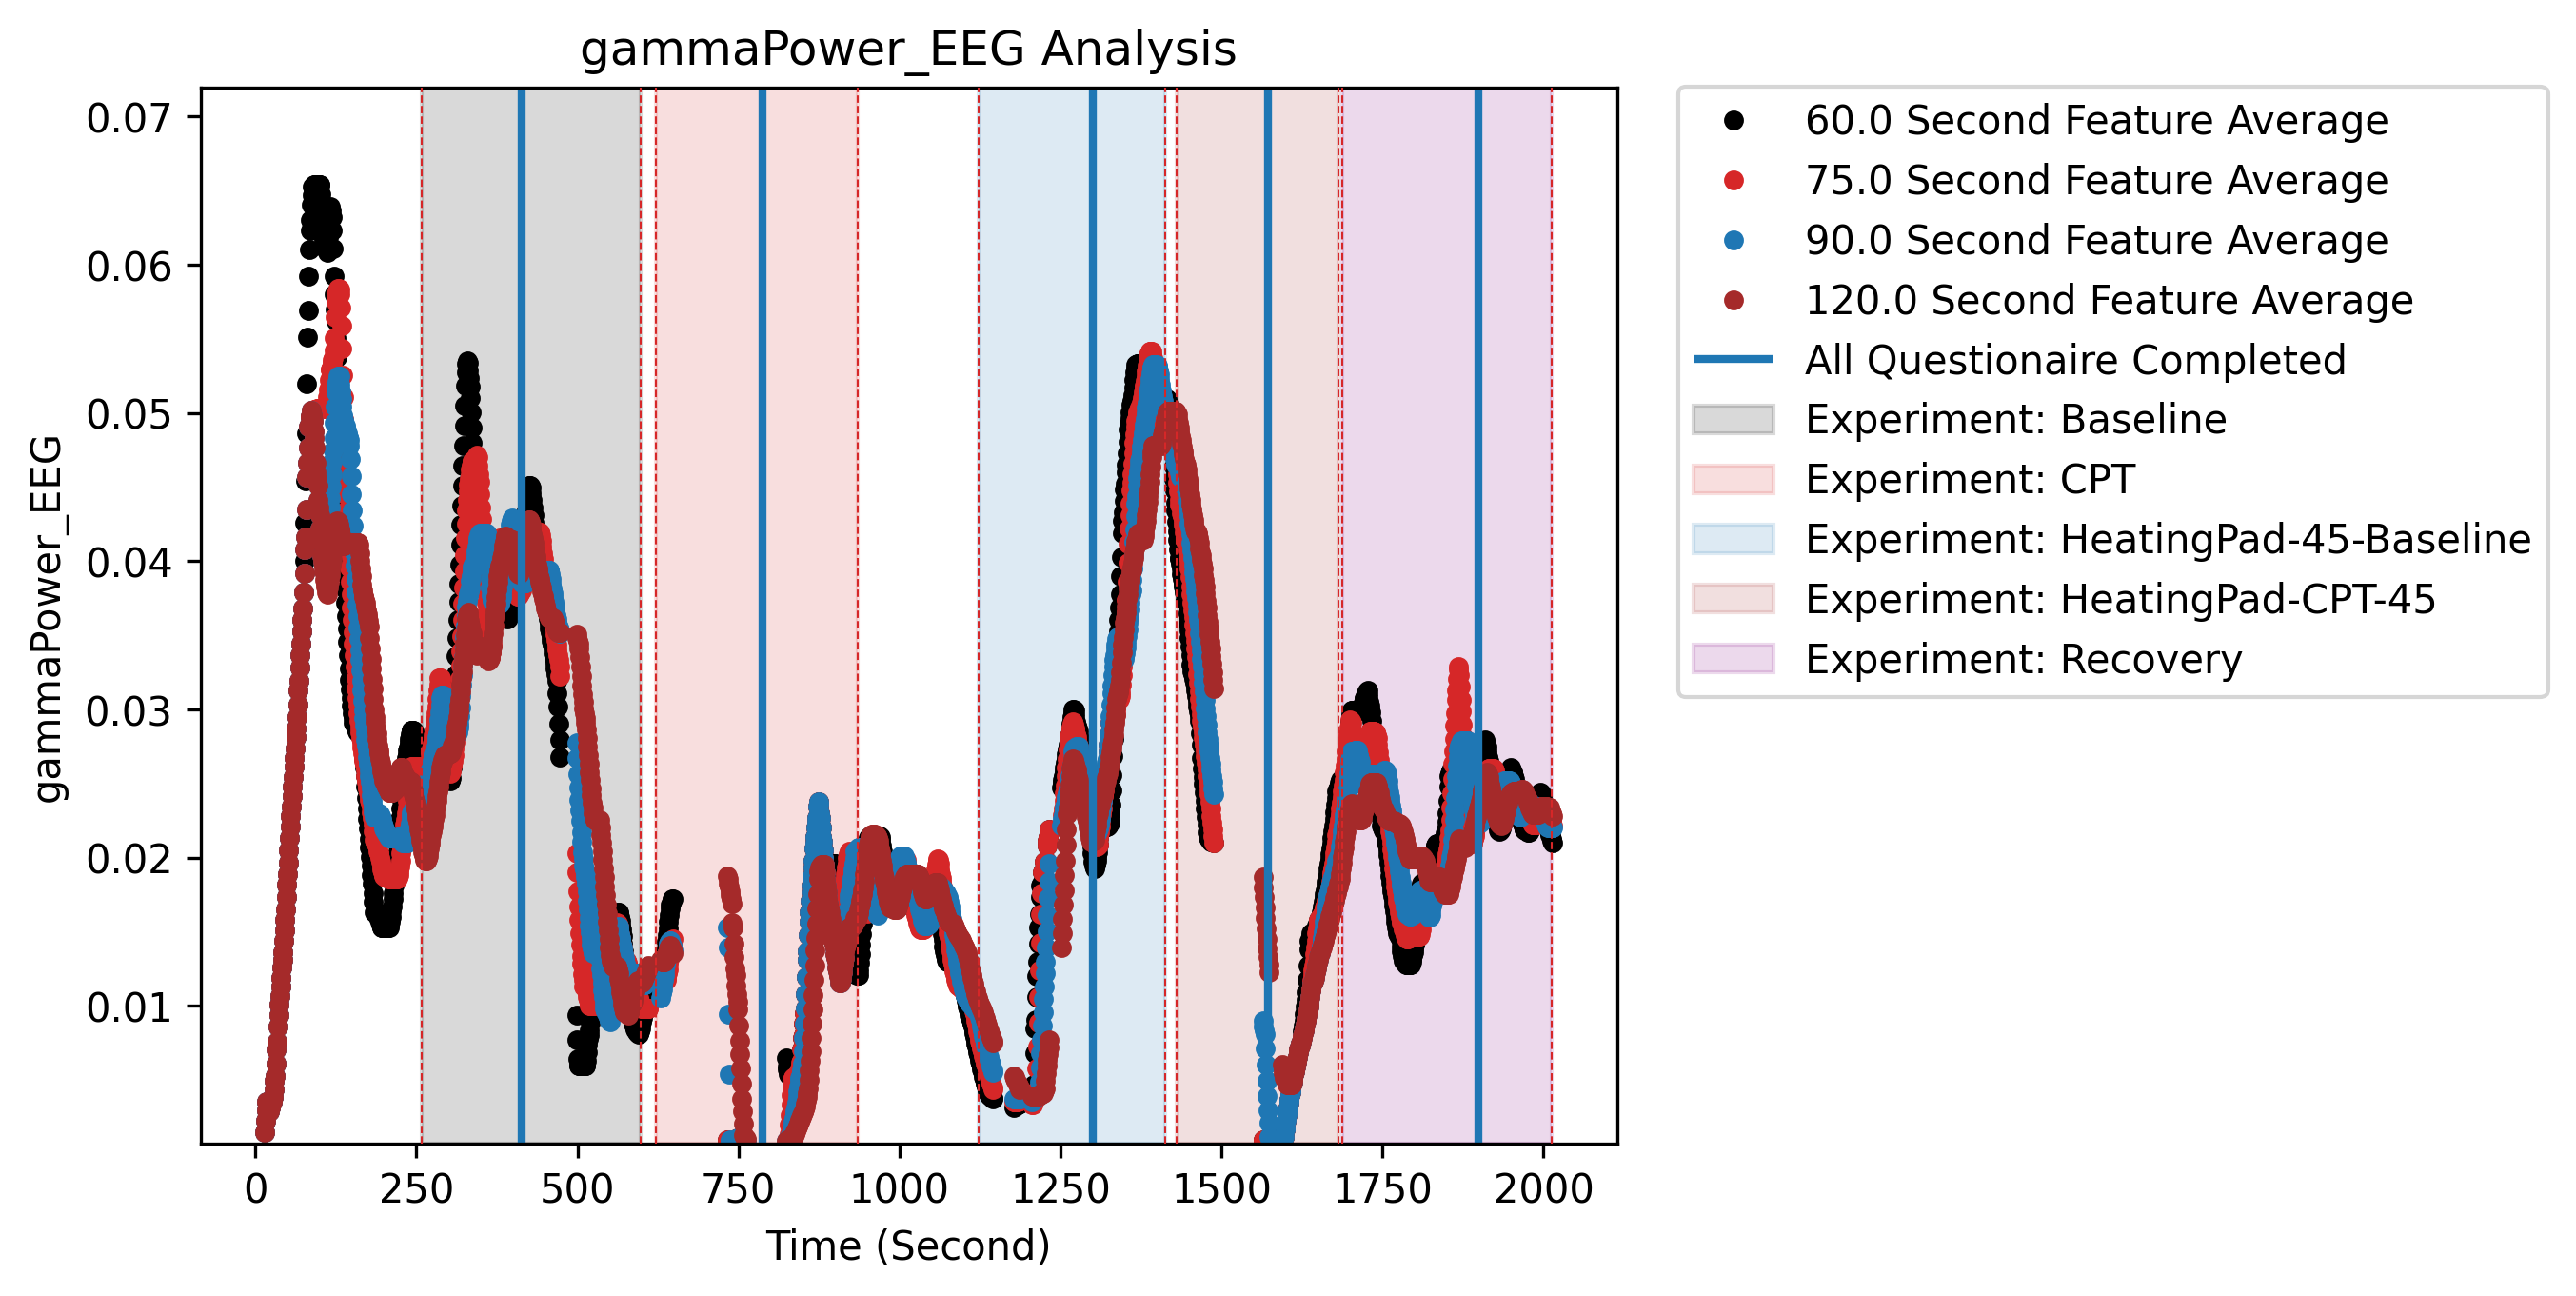 gammaPower_EEG Analysis
gammaPower_EEG
0.07
0.06
0.05
0.04
0.03
0.02
0.01
0 250 500 750 1000 1250 1500 1750 2000
Time (Second)
60.0 Second Feature Average
75.0 Second Feature Average
90.0 Second Feature Average
120.0 Second Feature Average
All Questionaire Completed
Experiment: Baseline
Experiment: CPT
Experiment: HeatingPad-45-Baseline
Experiment: HeatingPad-CPT-45
Experiment: Recovery